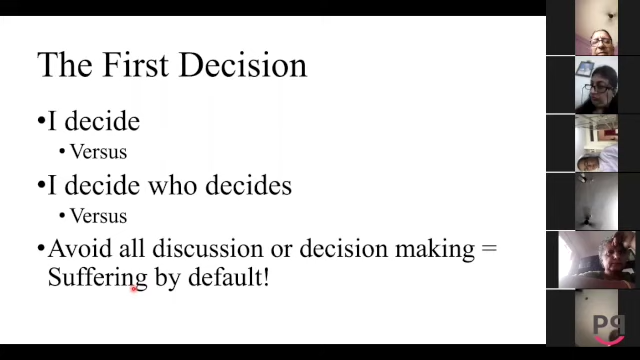 The First Decision
•I decide
• Versus
•I decide who decides
• Versus
•Avoid all discussion or decision making =
Suffering by default!